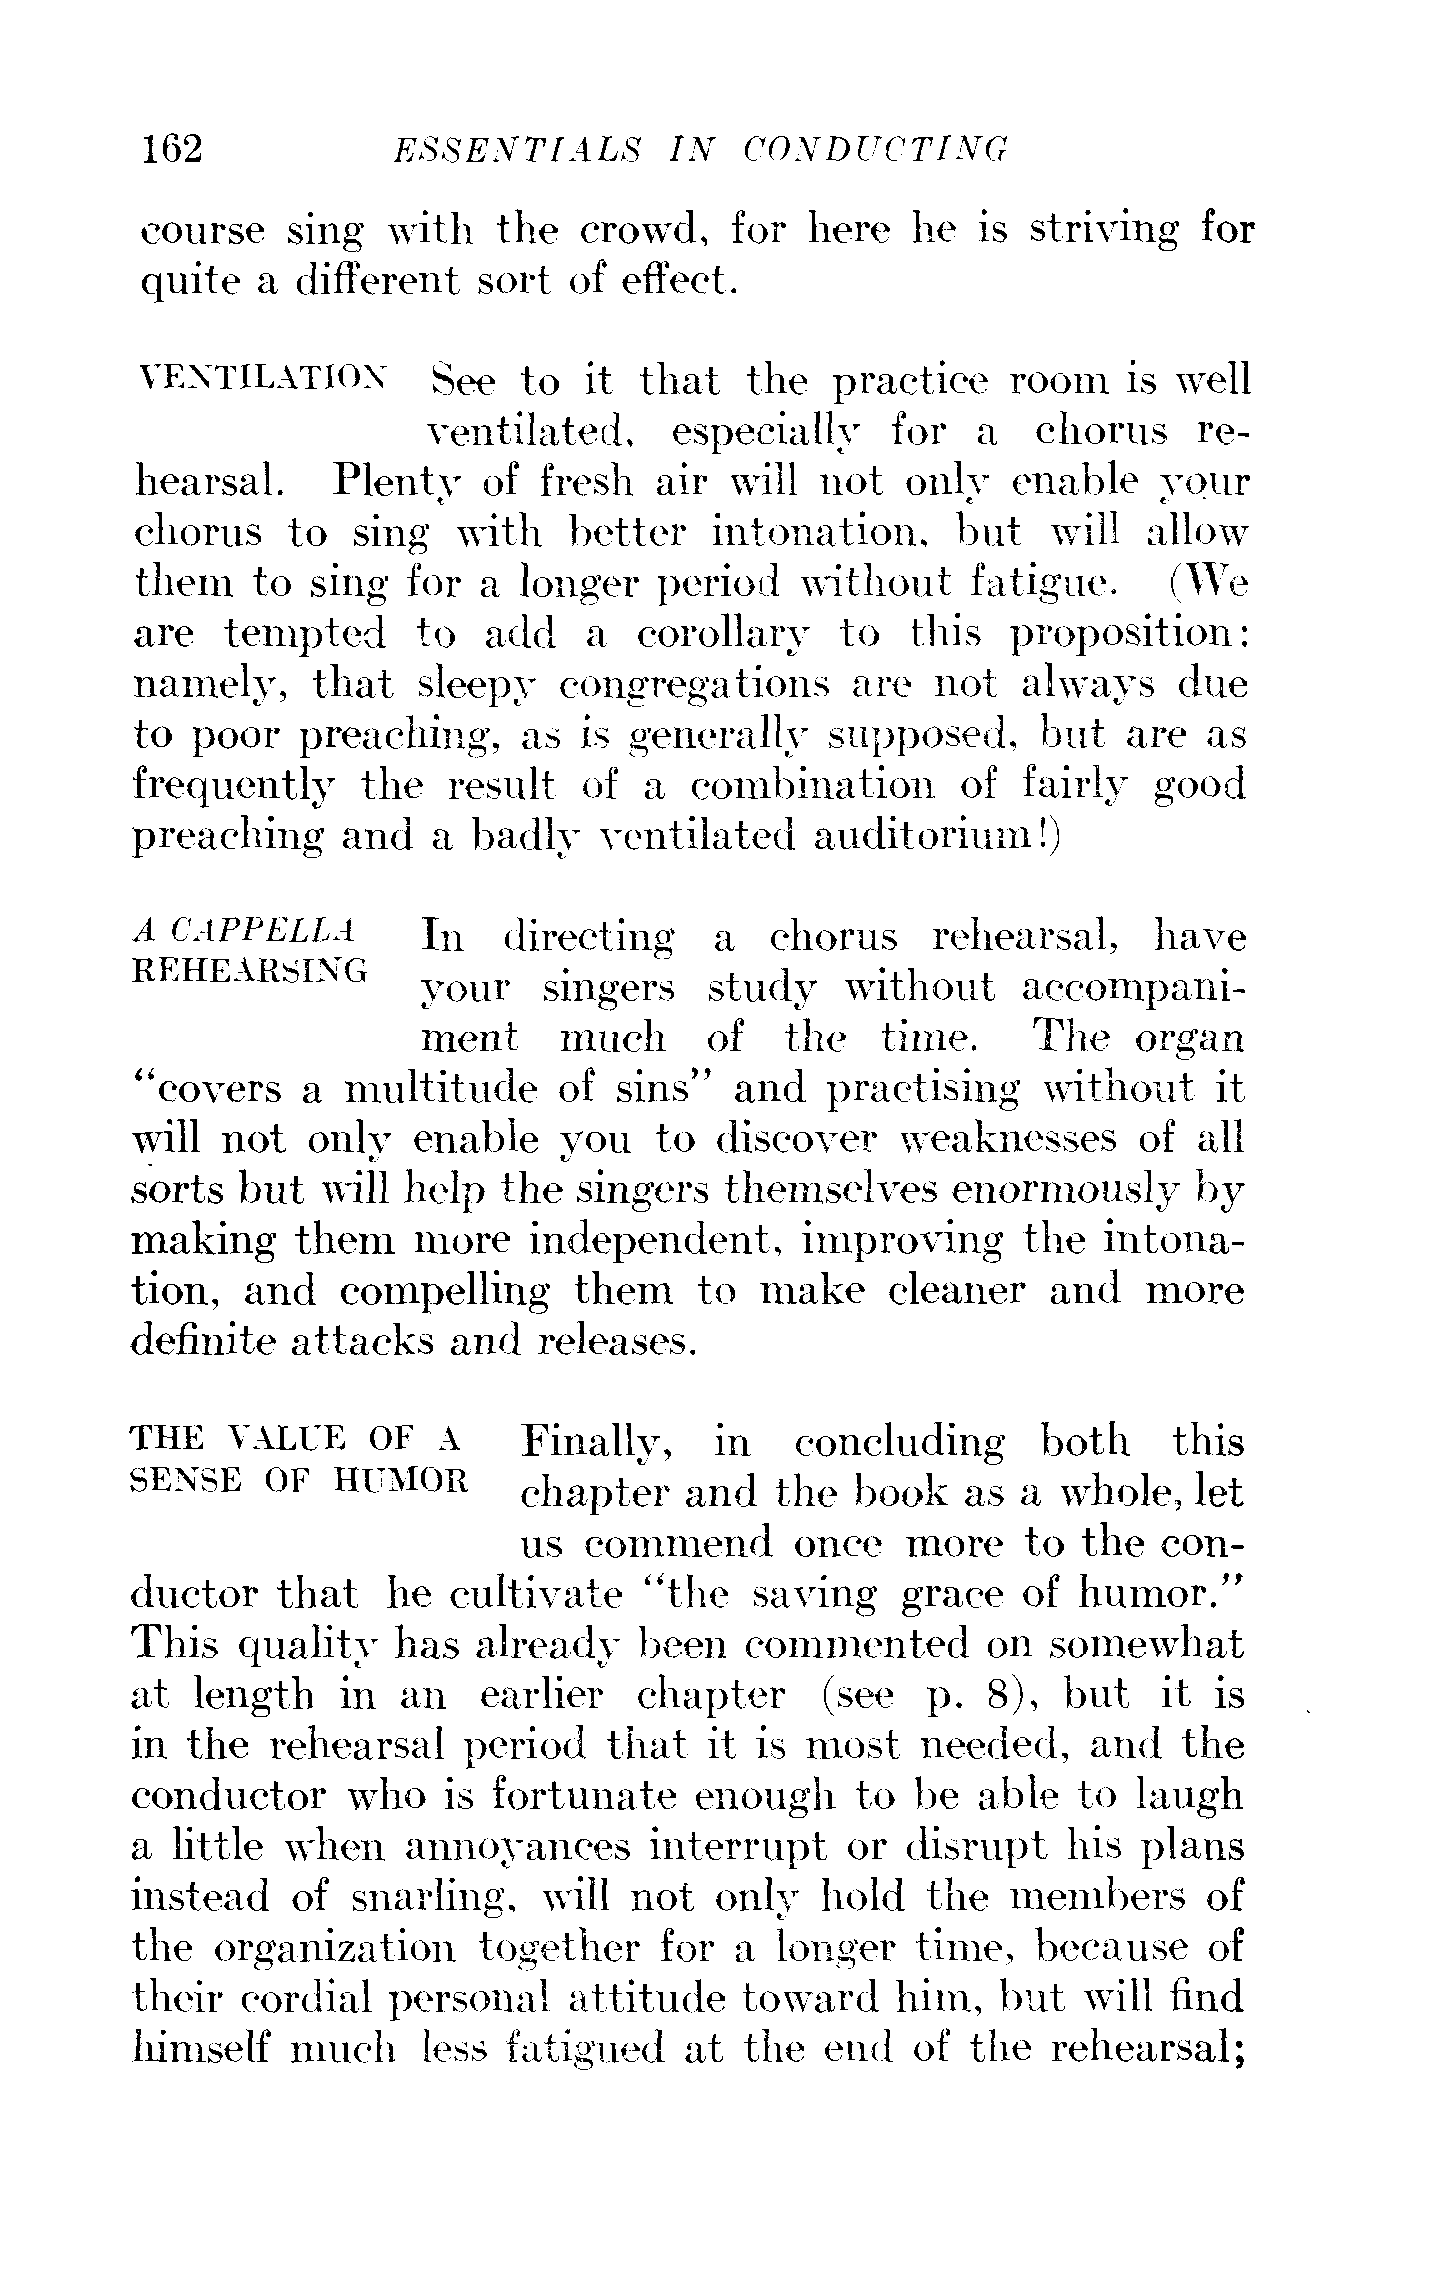 162 ESSENTIALS IN CONDUCTING
course sing with the crowd, for here he is striving for
quite a different sort of effect.
VENTILATION See to it that the practice room is well
ventilated, especially for a chorus re-
hearsal. Plenty of fresh air will not only enable your
chorus to sing with better intonation, but will allow
them to sing for a longer period without fatigue. (We
are tempted to add a corollary to this proposition:
namely, that sleepy congregations are not always due
to poor preaching, as is generally supposed, but are as
frequently the result of a combination of fairly good
preaching and a badly ventilated auditorium!)
A CAPPELLA
REHEARSING
In directing a chorus rehearsal, have
your singers study without accompani-
ment much of the time. The organ
“covers a multitude of sins” and practising without it
will not only enable you to discover weaknesses of all
sorts but will help the singers themselves enormously by
making them more independent, improving the intona-
tion, and compelling them to make cleaner and more
definite attacks and releases.
THE VALUE OF A
SENSE OF HUMOR
Finally, in concluding both this
chapter and the book as a whole, let
us commend once more to the con-
ductor that he cultivate “the saving grace of humor.”
This quality has already been commented on somewhat
at length in an earlier chapter (see p. 8), but it is
in the rehearsal period that it is most needed, and the
conductor who is fortunate enough to be able to laugh
a little when annoyances interrupt or disrupt his plans
instead of snarling, will not only hold the members of
the organization together for a longer time, because of
their cordial personal attitude toward him, but will find
himself much less fatigued at the end of the rehearsal;